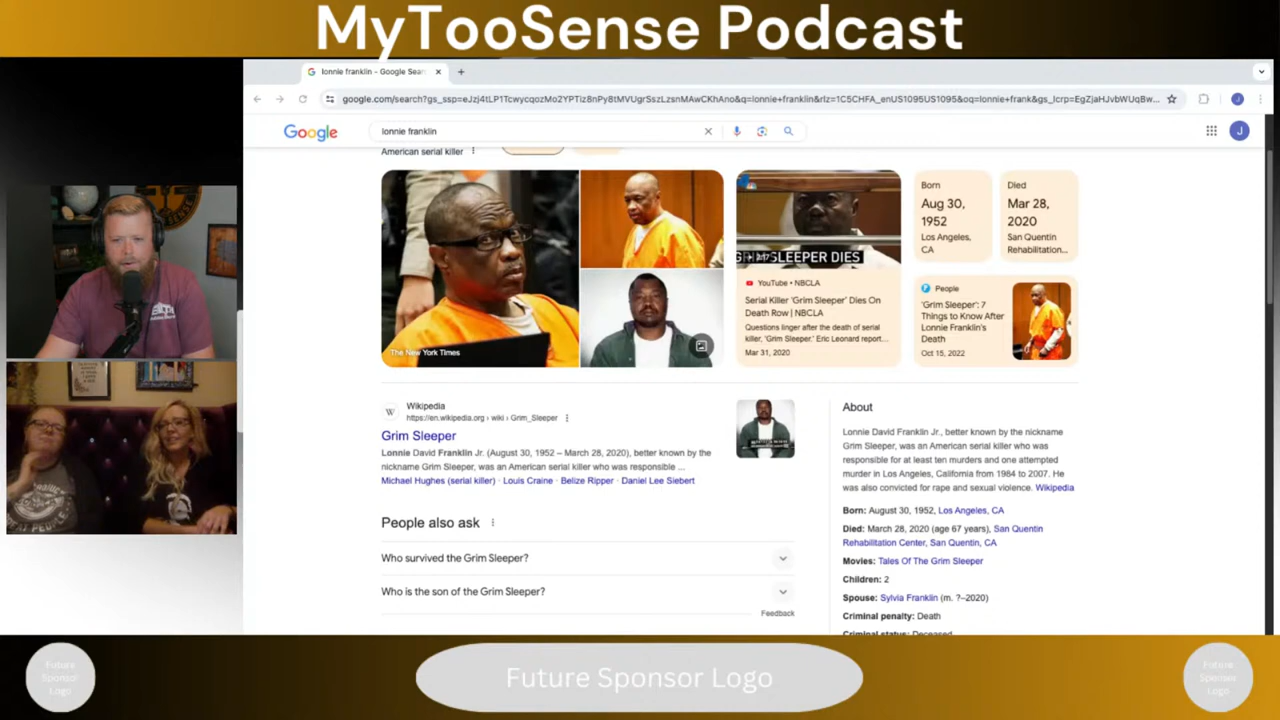 MyTooSense Podcast
lonnie franklin - Google Sear
google.com/search?gs_ssp=eJzj4tLP1TcwycqozMo2YPTiz8nPy8tMVUgrSszLzsnMAwCKhAno&q=lonnie+franklin&rlz=1C5CHFA_enUS1095US1095&oq=lonnie+frank&gs_lcrp=EgZjaHJvbWUqBw...
Google
lonnie franklin
J
J
American serial killer
The New York Times
SLEEPER DIES
YouTube • NBCLA
Serial Killer 'Grim Sleeper' Dies On
Death Row | NBCLA
Questions linger after the death of serial
killer, 'Grim Sleeper.' Eric Leonard report...
Mar 31, 2020
Born
Aug 30,
1952
Los Angeles,
CA
Died
Mar 28,
2020
San Quentin
Rehabilitation...
People
'Grim Sleeper': 7
Things to Know After
Lonnie Franklin's
Death
Oct 15, 2022
W
Wikipedia
https://en.wikipedia.org › wiki › Grim_Sleeper
Grim Sleeper
Lonnie David Franklin Jr. (August 30, 1952 – March 28, 2020), better known by the
nickname Grim Sleeper, was an American serial killer who was responsible ...
Michael Hughes (serial killer) · Louis Craine · Belize Ripper · Daniel Lee Siebert
People also ask
Who survived the Grim Sleeper?
Who is the son of the Grim Sleeper?
Feedback
About
Lonnie David Franklin Jr., better known by the nickname
Grim Sleeper, was an American serial killer who was
responsible for at least ten murders and one attempted
murder in Los Angeles, California from 1984 to 2007. He
was also convicted for rape and sexual violence. Wikipedia
Born: August 30, 1952, Los Angeles, CA
Died: March 28, 2020 (age 67 years), San Quentin
Rehabilitation Center, San Quentin, CA
Movies: Tales Of The Grim Sleeper
Children: 2
Spouse: Sylvia Franklin (m. ?–2020)
Criminal penalty: Death
Criminal status: Deceased
Future
Sponsor
Logo
Future Sponsor Logo
Future
Sponsor
Logo